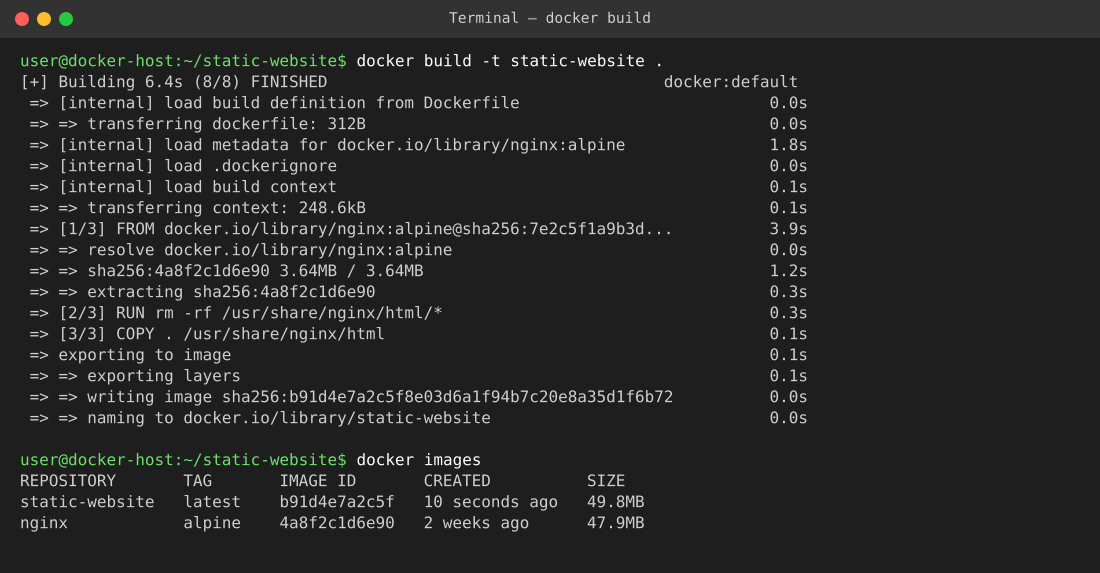 Terminal — docker build
user@docker-host:~/static-website$ docker build -t static-website .
[+] Building 6.4s (8/8) FINISHED                                   docker:default
 => [internal] load build definition from Dockerfile                          0.0s
 => => transferring dockerfile: 312B                                          0.0s
 => [internal] load metadata for docker.io/library/nginx:alpine               1.8s
 => [internal] load .dockerignore                                             0.0s
 => [internal] load build context                                             0.1s
 => => transferring context: 248.6kB                                          0.1s
 => [1/3] FROM docker.io/library/nginx:alpine@sha256:7e2c5f1a9b3d...          3.9s
 => => resolve docker.io/library/nginx:alpine                                 0.0s
 => => sha256:4a8f2c1d6e90 3.64MB / 3.64MB                                    1.2s
 => => extracting sha256:4a8f2c1d6e90                                         0.3s
 => [2/3] RUN rm -rf /usr/share/nginx/html/*                                  0.3s
 => [3/3] COPY . /usr/share/nginx/html                                        0.1s
 => exporting to image                                                        0.1s
 => => exporting layers                                                       0.1s
 => => writing image sha256:b91d4e7a2c5f8e03d6a1f94b7c20e8a35d1f6b72          0.0s
 => => naming to docker.io/library/static-website                             0.0s
user@docker-host:~/static-website$ docker images
REPOSITORY       TAG       IMAGE ID       CREATED          SIZE
static-website   latest    b91d4e7a2c5f   10 seconds ago   49.8MB
nginx            alpine    4a8f2c1d6e90   2 weeks ago      47.9MB